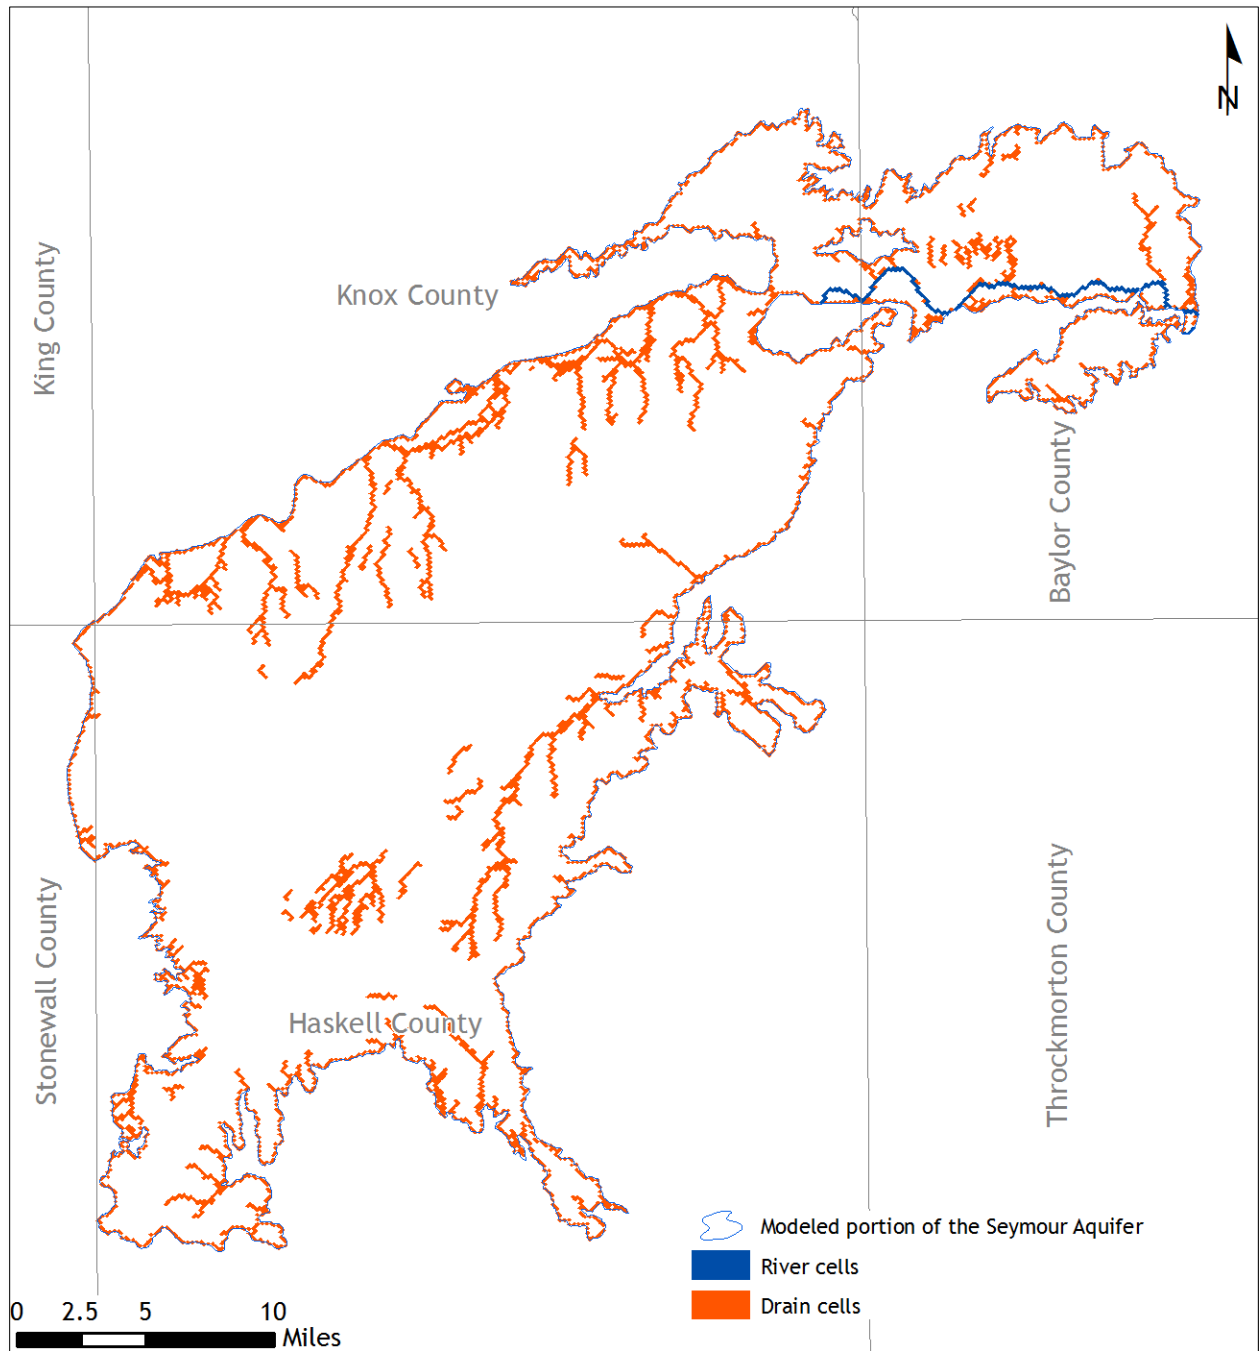 N
King County
Knox County
Baylor County
Stonewall County
Haskell County
Throckmorton County
Modeled portion of the Seymour Aquifer
River cells
Drain cells
0 2.5 5 10
Miles